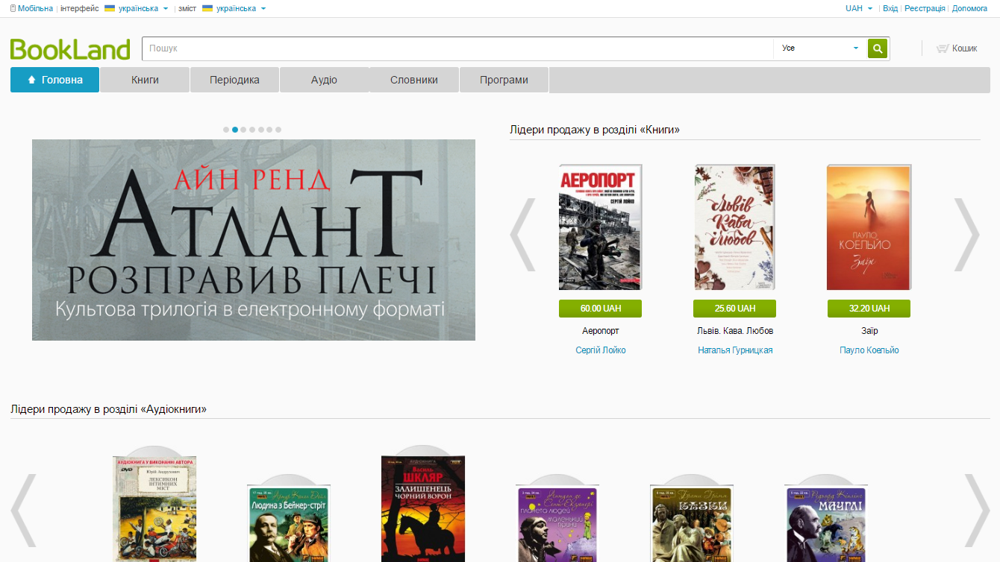 Мобільна інтерфейс українська зміст українська UAH Вхід Реєстрація Допомога
BookLand Пошук Усе Кошик
Головна Книги Періодика Аудіо Словники Програми
Лідери продажу в розділі «Книги»
АЙН РЕНД
АТЛАНТ
РОЗПРАВИВ ПЛЕЧІ
Культова трилогія в електронному форматі
АЕРОПОРТ
СЕРГІЙ ЛОЙКО
Львів
Кава
Любов
ПАУЛО
КОЕЛЬЙО
Заїр
60.00 UAH 25.60 UAH 32.20 UAH
Аеропорт Львів. Кава. Любов Заїр
Сергій Лойко Наталья Гурницкая Пауло Коельйо
Лідери продажу в розділі «Аудіокниги»
АУДІОКНИГА У ВИКОНАННІ АВТОРА
DVD
Юрій Андрухович
ЛЕКСИКОН
ІНТИМНИХ
МІСТ
Артур Конан Дойл
Людина з Бейкер-стріт
АУДІОКНИГА
Василь
ШКЛЯР
ЗАЛИШЕНЕЦЬ
ЧОРНИЙ ВОРОН
Антуан де
Сент-Екзюпері
планета людей
маленький
принц
Брати Грімм
КАЗКИ
Редьярд Кіплінг
МАУГЛІ